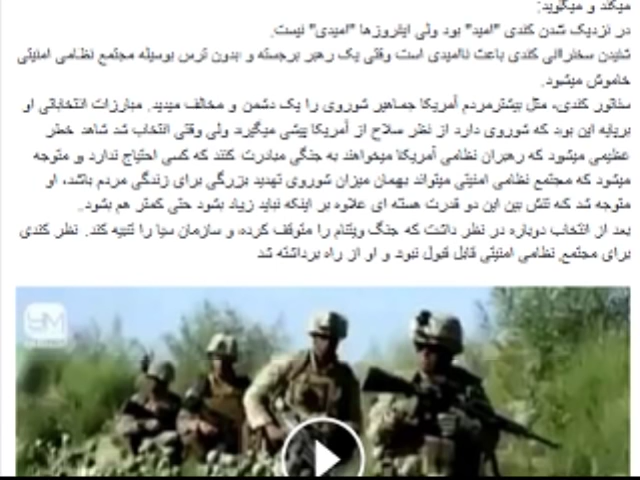 میکند و میگوید:
در نزدیک شدن کندی "امید" بود ولی اینروزها "امیدی" نیست.
شنیدن سخنرانی کندی باعث ناامیدی است وقتی یک رهبر برجسته و بدون ترس بوسیله مجتمع نظامی امنیتی
خاموش میشود.
سناتور کندی، مثل بیشترمردم آمریکا جماهیر شوروی را یک دشمن و مخالف میدید. مبارزات انتخاباتی او
برپایه این بود که شوروی دارد از نظر سلاح از آمریکا پیشی میگیرد ولی وقتی انتخاب شد شاهد خطر
عظیمی میشود که رهبران نظامی آمریکا میخواهند به جنگی مبادرت کنند که کسی احتیاج ندارد و متوجه
میشود که مجتمع نظامی امنیتی میتواند بهمان میزان شوروی تهدید بزرگی برای زندگی مردم باشد، او
متوجه شد که تنش بین این دو قدرت هسته ای علاوه بر اینکه نباید زیاد بشود حتی کمتر هم بشود.
بعد از انتخاب دوباره در نظر داشت که جنگ ویتنام را متوقف کرده، و سازمان سیا را تنبیه کند. نظر کندی
برای مجتمع نظامی امنیتی قابل قبول نبود و او از راه برداشته شد